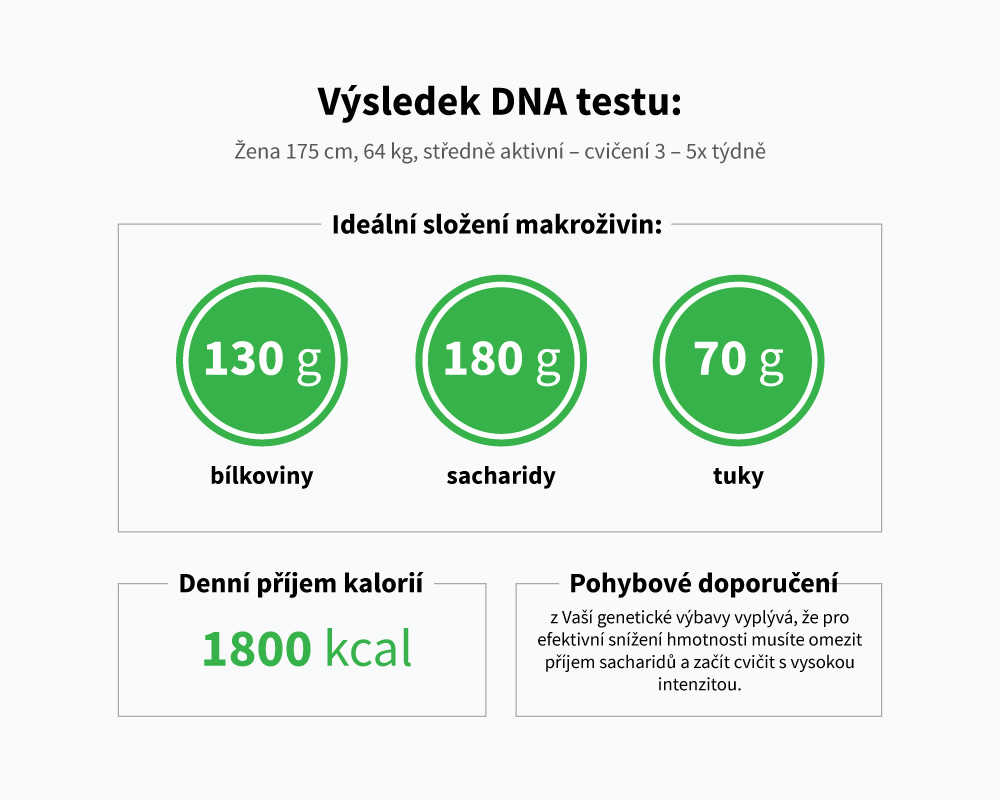 Výsledek DNA testu:
Žena 175 cm, 64 kg, středně aktivní – cvičení 3 – 5x týdně
Ideální složení makroživin:
130 g
180 g
70 g
bílkoviny
sacharidy
tuky
Denní příjem kalorií
1800 kcal
Pohybové doporučení
z Vaší genetické výbavy vyplývá, že pro
efektivní snížení hmotnosti musíte omezit
příjem sacharidů a začít cvičit s vysokou
intenzitou.